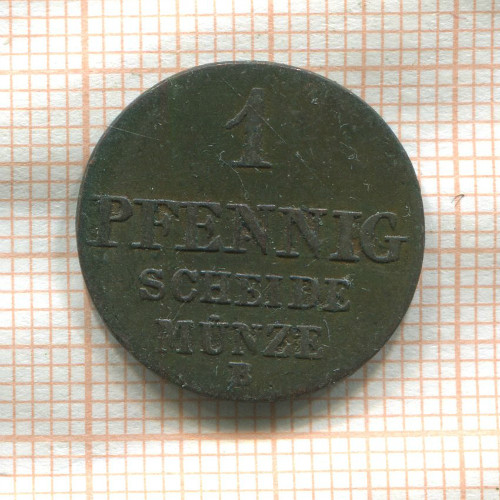 1
PFENNIG
SCHEIDE
MÜNZE
B